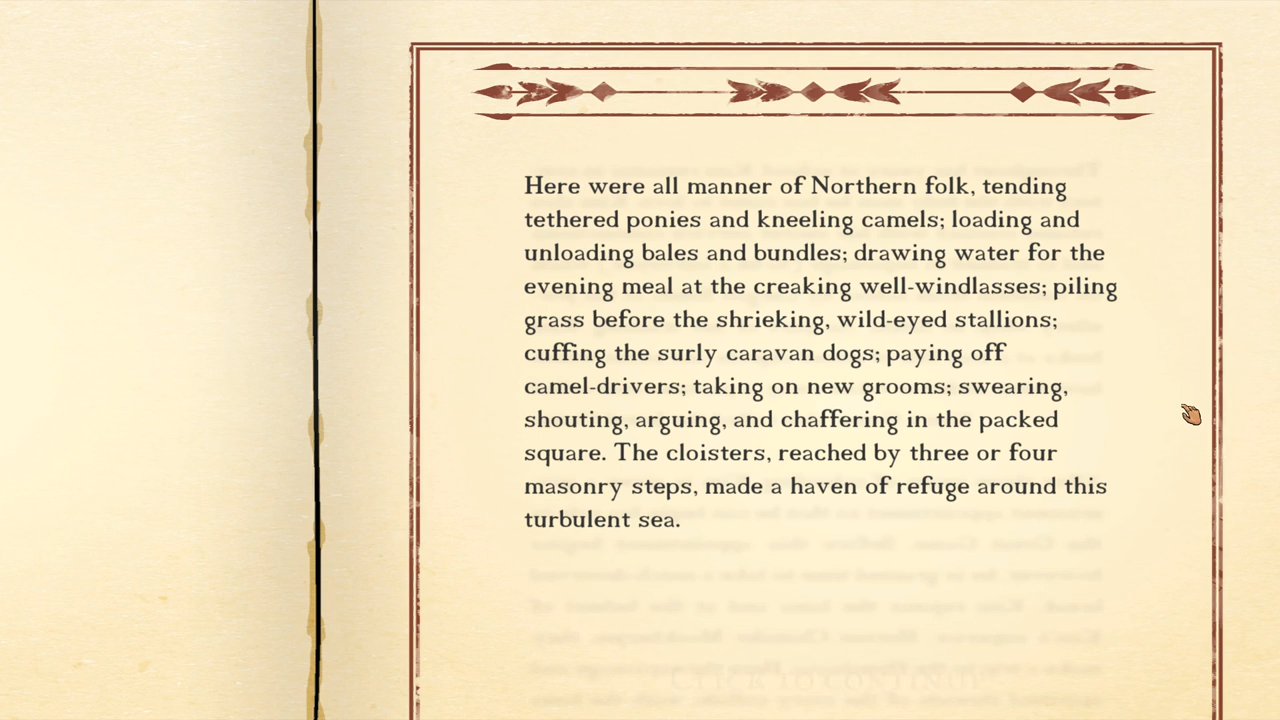 Here were all manner of Northern folk, tending
tethered ponies and kneeling camels; loading and
unloading bales and bundles; drawing water for the
evening meal at the creaking well-windlasses; piling
grass before the shrieking, wild-eyed stallions;
cuffing the surly caravan dogs; paying off
camel-drivers; taking on new grooms; swearing,
shouting, arguing, and chaffering in the packed
square. The cloisters, reached by three or four
masonry steps, made a haven of refuge around this
turbulent sea.
CLICK TO CONTINUE